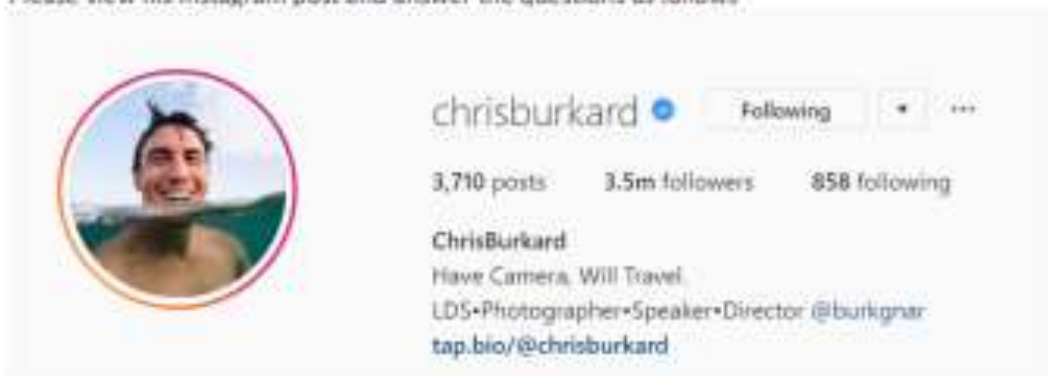 chrisburkard Following ...
3,710 posts 3.5m followers 858 following
ChrisBurkard
Have Camera, Will Travel.
LDS•Photographer•Speaker•Director @burkgnar
tap.bio/@chrisburkard